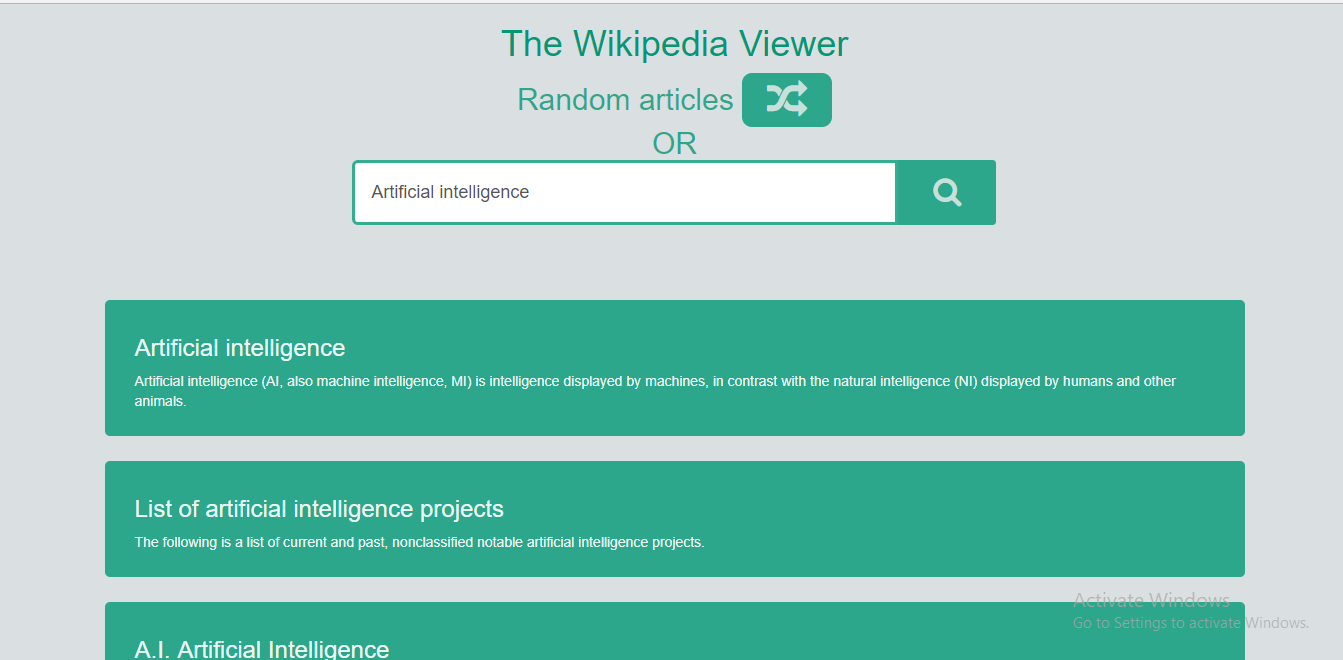 The Wikipedia Viewer
Random articles
OR
Artificial intelligence
Artificial intelligence
Artificial intelligence (AI, also machine intelligence, MI) is intelligence displayed by machines, in contrast with the natural intelligence (NI) displayed by humans and other
animals.
List of artificial intelligence projects
The following is a list of current and past, nonclassified notable artificial intelligence projects.
A.I. Artificial Intelligence
Activate Windows
Go to Settings to activate Windows.